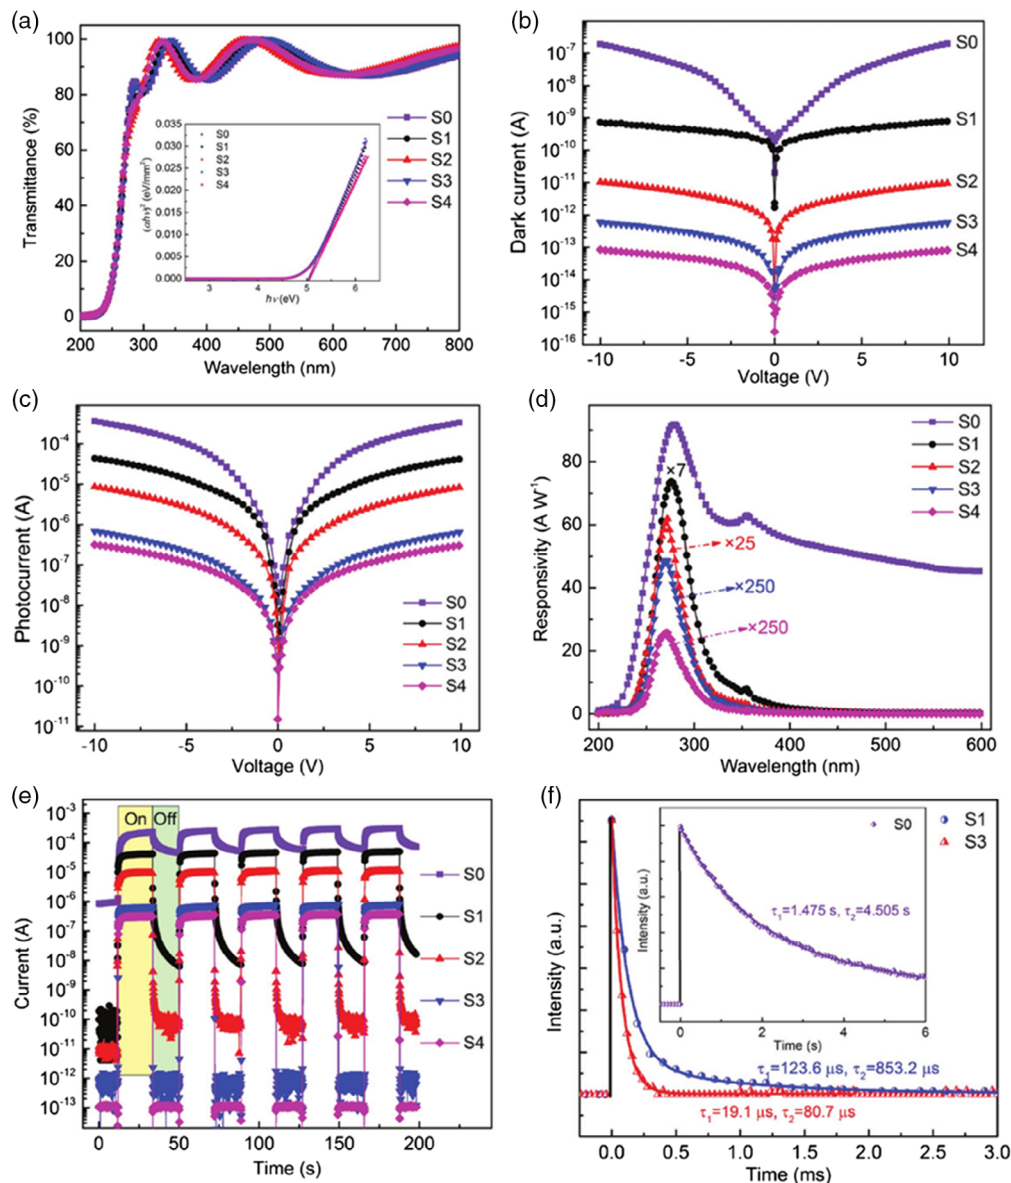 (a)
Transmittance (%)
100
80
60
40
20
0
200 300 400 500 600 700 800
Wavelength (nm)
S0
S1
S2
S3
S4
(αhν)² (eV/mm²)
0.035
0.030
0.025
0.020
0.015
0.010
0.005
0.000
3 4 5 6
hν (eV)
S0
S1
S2
S3
S4
(b)
Dark current (A)
10⁻⁷
10⁻⁸
10⁻⁹
10⁻¹⁰
10⁻¹¹
10⁻¹²
10⁻¹³
10⁻¹⁴
10⁻¹⁵
10⁻¹⁶
-10 -5 0 5 10
Voltage (V)
S0
S1
S2
S3
S4
(c)
Photocurrent (A)
10⁻⁴
10⁻⁵
10⁻⁶
10⁻⁷
10⁻⁸
10⁻⁹
10⁻¹⁰
10⁻¹¹
-10 -5 0 5 10
Voltage (V)
S0
S1
S2
S3
S4
(d)
Responsivity (A W⁻¹)
80
60
40
20
0
200 300 400 500 600
Wavelength (nm)
×7
×25
×250
×250
S0
S1
S2
S3
S4
(e)
Current (A)
10⁻³
10⁻⁴
10⁻⁵
10⁻⁶
10⁻⁷
10⁻⁸
10⁻⁹
10⁻¹⁰
10⁻¹¹
10⁻¹²
10⁻¹³
On Off
0 50 100 150 200
Time (s)
S0
S1
S2
S3
S4
(f)
Intensity (a.u.)
S1
S3
S0
Intensity (a.u.)
τ₁=1.475 s, τ₂=4.505 s
0 2 4 6
Time (s)
τ₁=123.6 μs, τ₂=853.2 μs
τ₁=19.1 μs, τ₂=80.7 μs
0.0 0.5 1.0 1.5 2.0 2.5 3.0
Time (ms)